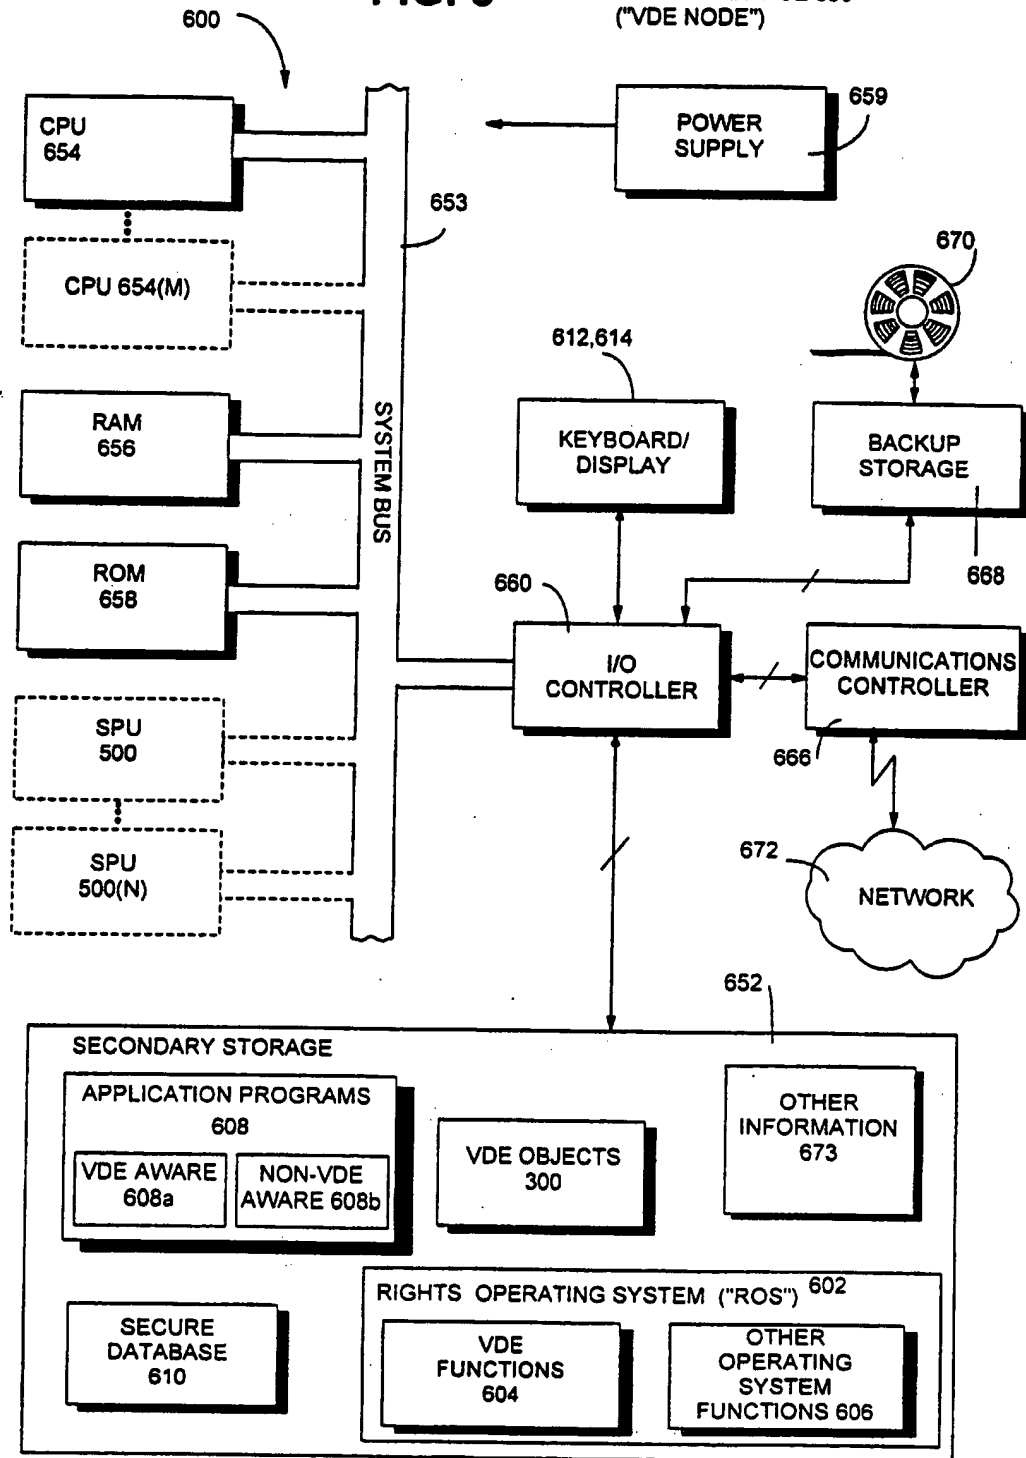 600
("VDE NODE")
CPU
654
POWER
SUPPLY
659
653
CPU 654(M)
670
612,614
RAM
656
SYSTEM BUS
KEYBOARD/
DISPLAY
BACKUP
STORAGE
668
ROM
658
660
I/O
CONTROLLER
COMMUNICATIONS
CONTROLLER
666
SPU
500
SPU
500(N)
672
NETWORK
652
SECONDARY STORAGE
APPLICATION PROGRAMS
608
VDE AWARE
608a
NON-VDE
AWARE 608b
VDE OBJECTS
300
OTHER
INFORMATION
673
SECURE
DATABASE
610
RIGHTS OPERATING SYSTEM ("ROS") 602
VDE
FUNCTIONS
604
OTHER
OPERATING
SYSTEM
FUNCTIONS 606